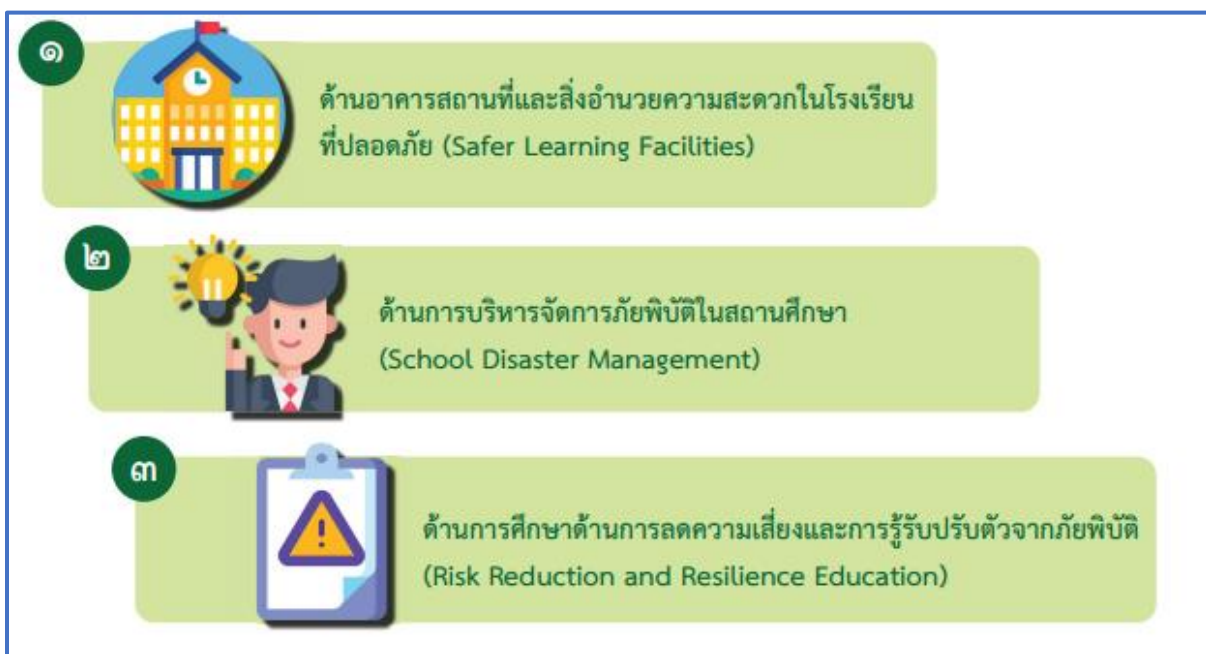 ๑
ด้านอาคารสถานที่และสิ่งอำนวยความสะดวกในโรงเรียน
ที่ปลอดภัย (Safer Learning Facilities)
๒
ด้านการบริหารจัดการภัยพิบัติในสถานศึกษา
(School Disaster Management)
๓
ด้านการศึกษาด้านการลดความเสี่ยงและการรู้รับปรับตัวจากภัยพิบัติ
(Risk Reduction and Resilience Education)